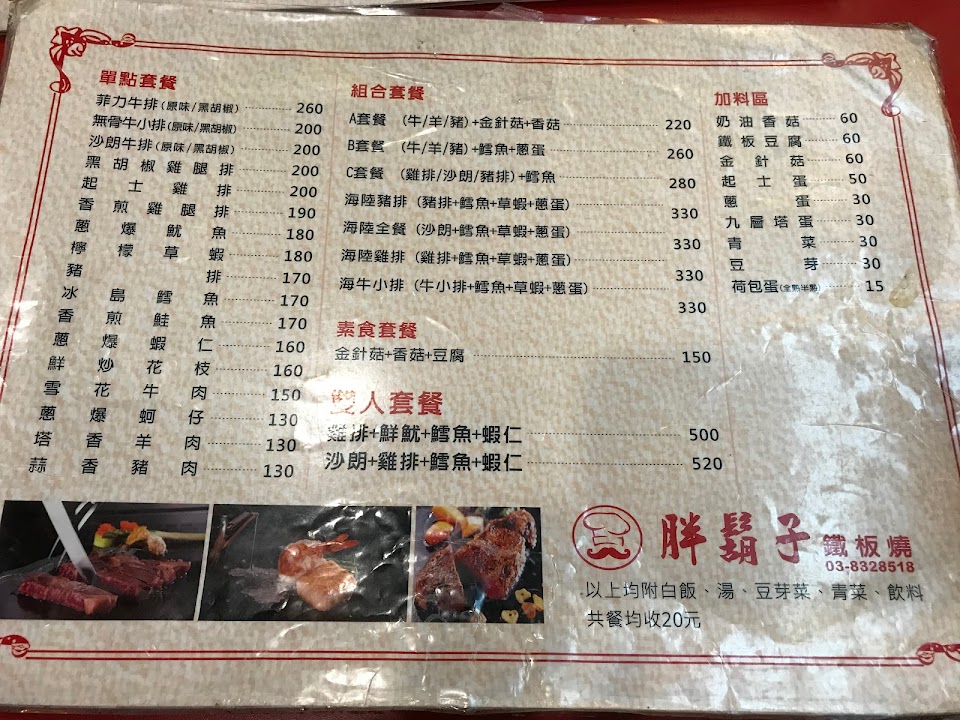 單點套餐
菲力牛排(原味/黑胡椒) 260
無骨牛小排(原味/黑胡椒) 200
沙朗牛排(原味/黑胡椒) 200
黑胡椒雞腿排 200
起士雞排 200
香煎雞腿排 190
蔥爆魷魚 180
檸檬草蝦 180
豬排 170
冰島鱈魚 170
香煎鮭魚 170
蔥爆蝦仁 160
鮮炒花枝 160
雪花牛肉 150
蔥爆蚵仔 130
塔香羊肉 130
蒜香豬肉 130
組合套餐
A套餐 (牛/羊/豬)+金針菇+香菇 220
B套餐 (牛/羊/豬)+鱈魚+蔥蛋 260
C套餐 (雞排/沙朗/豬排)+鱈魚 280
海陸豬排 (豬排+鱈魚+草蝦+蔥蛋) 330
海陸全餐 (沙朗+鱈魚+草蝦+蔥蛋) 330
海陸雞排 (雞排+鱈魚+草蝦+蔥蛋) 330
海牛小排 (牛小排+鱈魚+草蝦+蔥蛋) 330
素食套餐
金針菇+香菇+豆腐 150
雙人套餐
雞排+鮮魷+鱈魚+蝦仁 500
沙朗+雞排+鱈魚+蝦仁 520
加料區
奶油香菇 60
鐵板豆腐 60
金針菇 60
起士蛋 50
蔥蛋 30
九層塔蛋 30
青菜 30
豆芽 30
荷包蛋(全熟半熟) 15
胖鬍子 鐵板燒
03-8328518
以上均附白飯、湯、豆芽菜、青菜、飲料
共餐均收20元